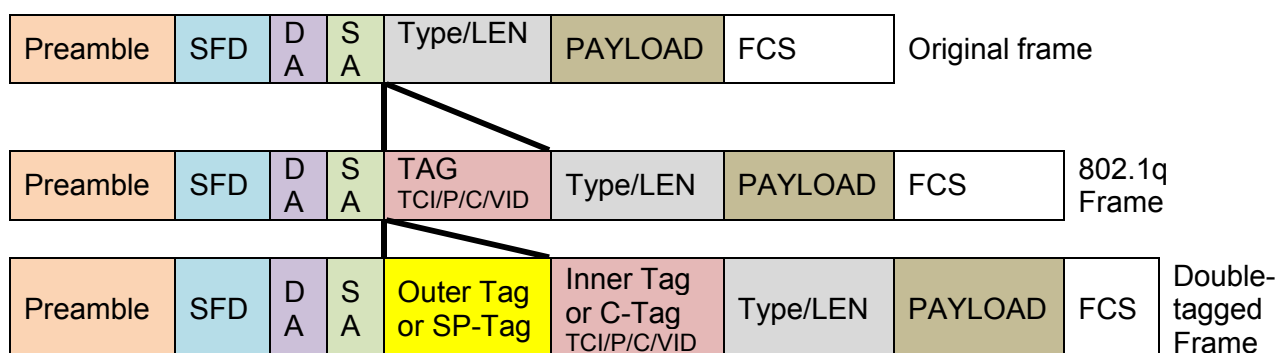 Preamble SFD D A S A Type/LEN PAYLOAD FCS Original frame
Preamble SFD D A S A TAG TCI/P/C/VID Type/LEN PAYLOAD FCS 802.1q Frame
Preamble SFD D A S A Outer Tag or SP-Tag Inner Tag or C-Tag TCI/P/C/VID Type/LEN PAYLOAD FCS Double-tagged Frame